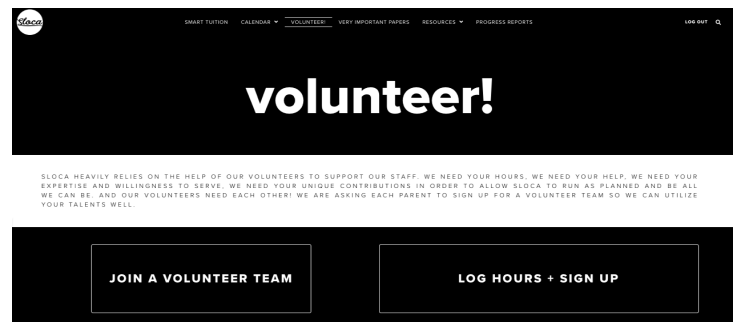 sloca
SMART TUITION CALENDAR VOLUNTEER! VERY IMPORTANT PAPERS RESOURCES PROGRESS REPORTS LOG OUT
volunteer!
SLOCA HEAVILY RELIES ON THE HELP OF OUR VOLUNTEERS TO SUPPORT OUR STAFF. WE NEED YOUR HOURS, WE NEED YOUR HELP, WE NEED YOUR
EXPERTISE AND WILLINGNESS TO SERVE, WE NEED YOUR UNIQUE CONTRIBUTIONS IN ORDER TO ALLOW SLOCA TO RUN AS PLANNED AND BE ALL
WE CAN BE. AND OUR VOLUNTEERS NEED EACH OTHER! WE ARE ASKING EACH PARENT TO SIGN UP FOR A VOLUNTEER TEAM SO WE CAN UTILIZE
YOUR TALENTS WELL.
JOIN A VOLUNTEER TEAM
LOG HOURS + SIGN UP